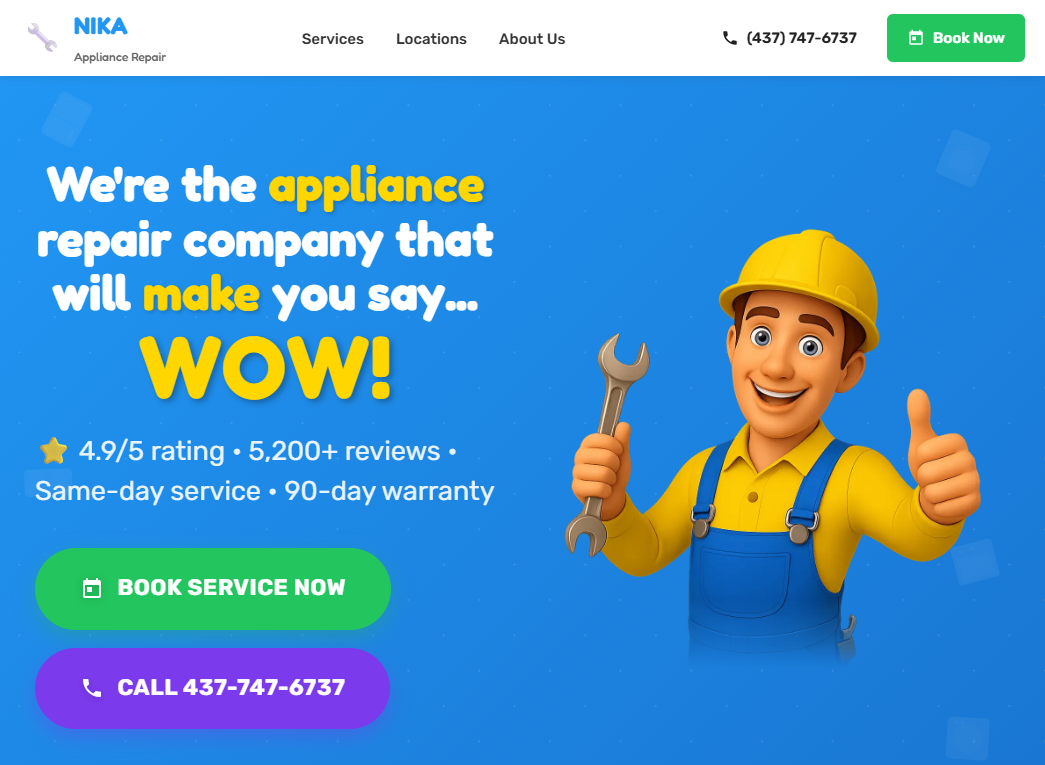 NIKA
Appliance Repair
Services
Locations
About Us
(437) 747-6737
Book Now
We're the appliance
repair company that
will make you say...
WOW!
⭐ 4.9/5 rating • 5,200+ reviews •
Same-day service • 90-day warranty
BOOK SERVICE NOW
CALL 437-747-6737